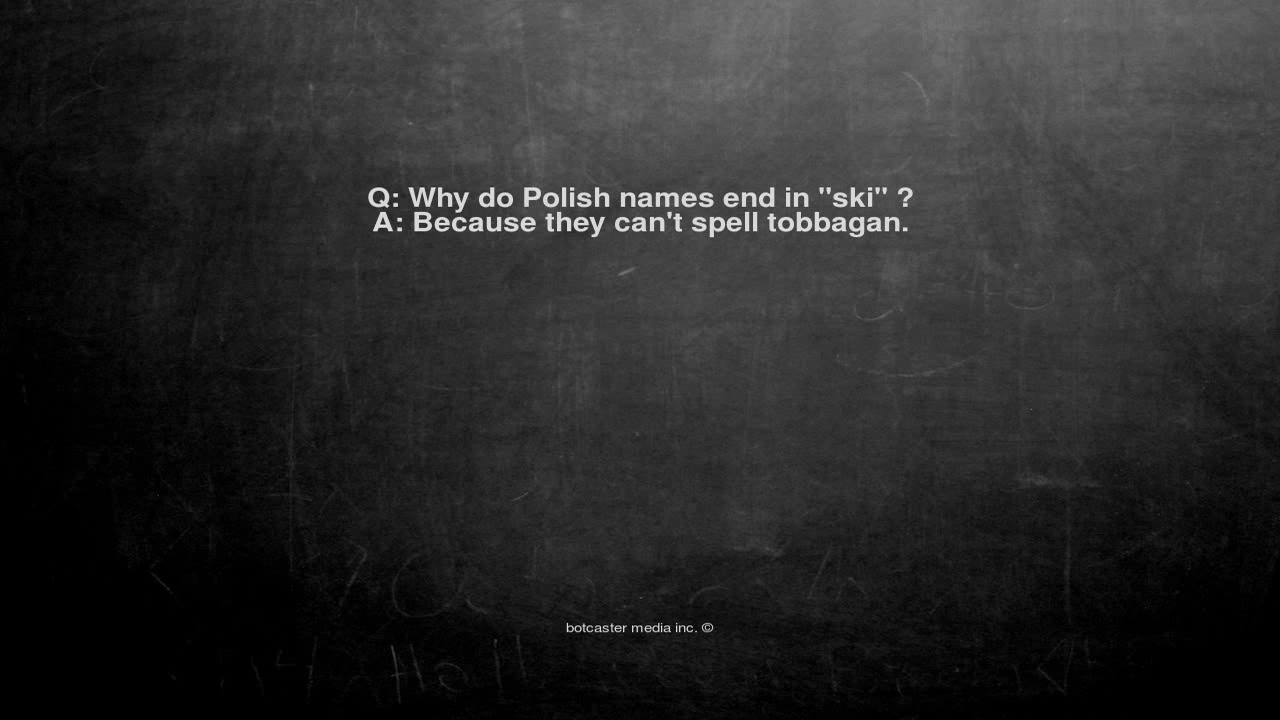 Q: Why do Polish names end in "ski" ?
A: Because they can't spell tobbagan.
botcaster media inc. ©